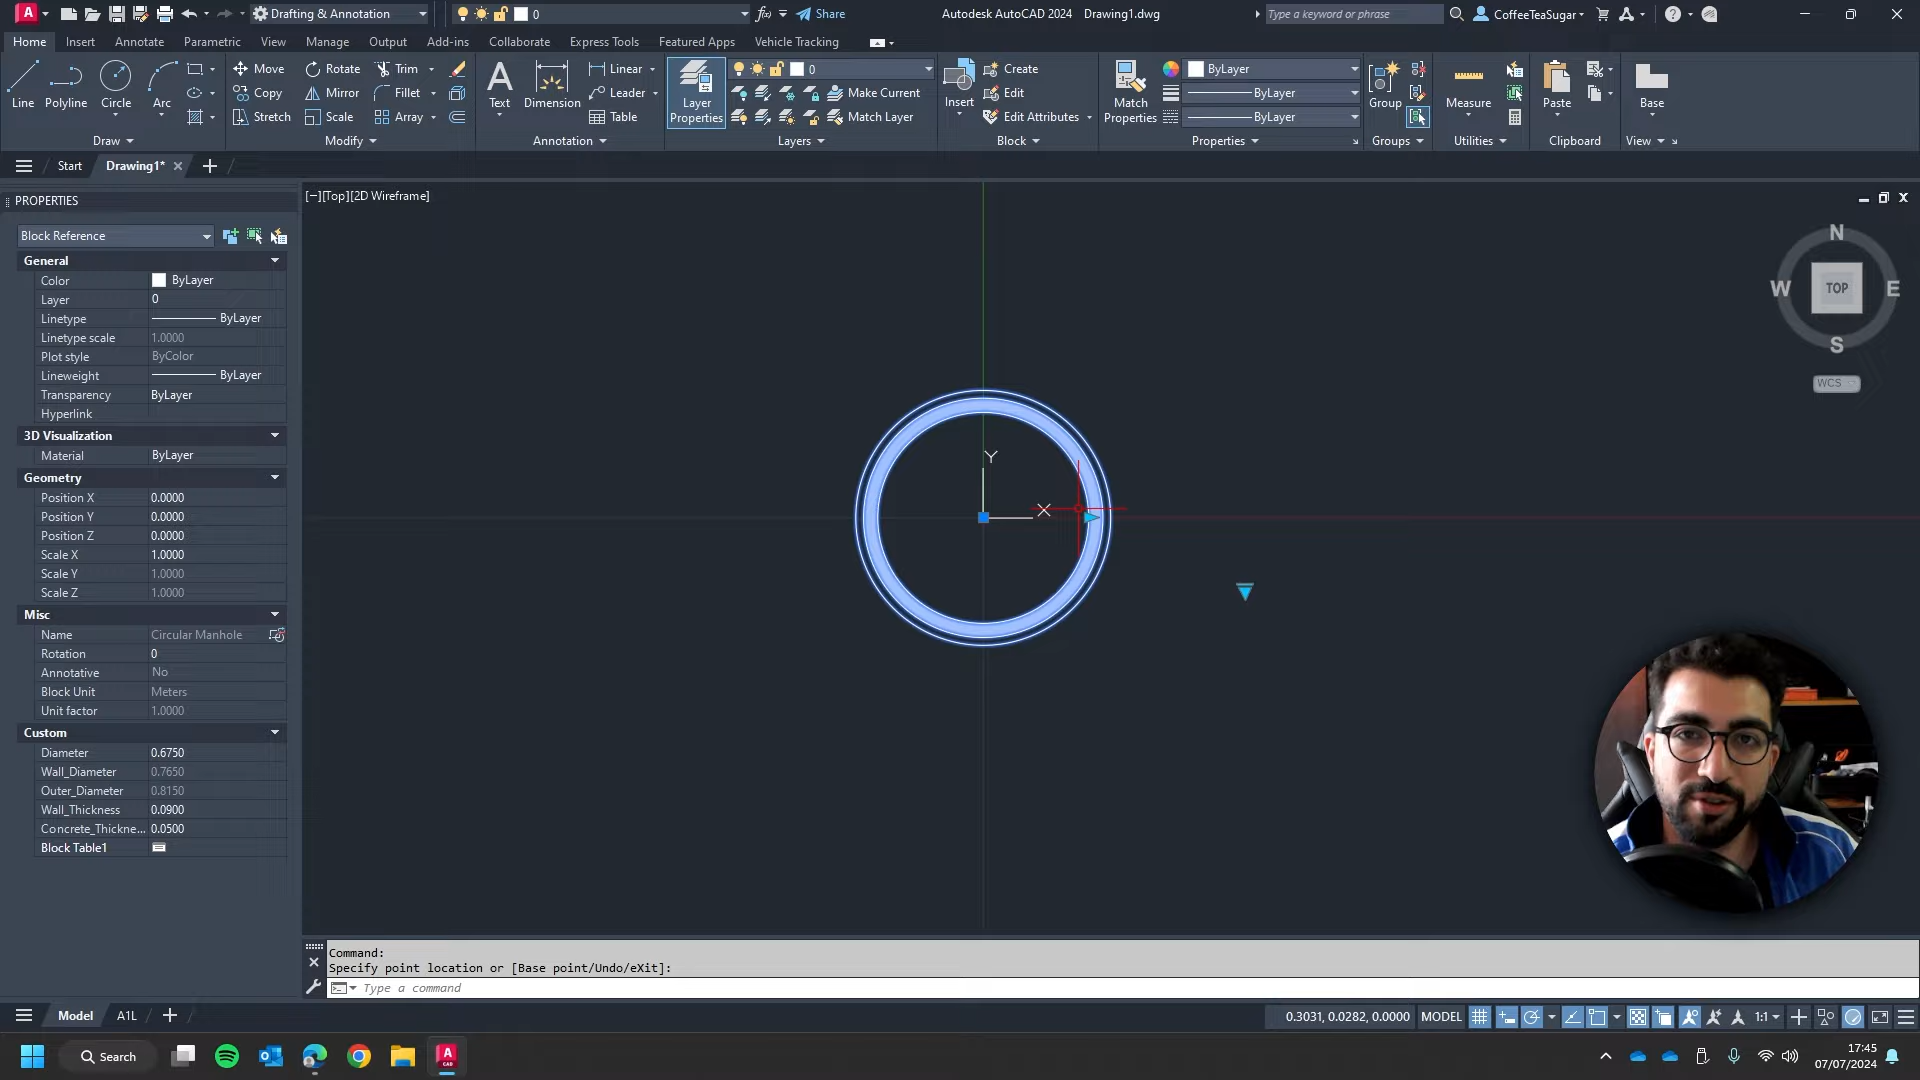 A CAD
Drafting & Annotation
0
Share
Autodesk AutoCAD 2024 Drawing1.dwg
Type a keyword or phrase
CoffeeTeaSugar
Home Insert Annotate Parametric View Manage Output Add-ins Collaborate Express Tools Featured Apps Vehicle Tracking
Line
Polyline
Circle
Arc
Draw
Move
Rotate
Trim
Copy
Mirror
Fillet
Stretch
Scale
Array
Modify
Text
Dimension
Linear
Leader
Table
Annotation
Layer
Properties
0
Make Current
Match Layer
Layers
Insert
Create
Edit
Edit Attributes
Block
Match
Properties
ByLayer
ByLayer
ByLayer
Properties
Group
Groups
Measure
Utilities
Paste
Clipboard
Base
View
Start
Drawing1*
PROPERTIES
Block Reference
General
Color ByLayer
Layer 0
Linetype ByLayer
Linetype scale 1.0000
Plot style ByColor
Lineweight ByLayer
Transparency ByLayer
Hyperlink
3D Visualization
Material ByLayer
Geometry
Position X 0.0000
Position Y 0.0000
Position Z 0.0000
Scale X 1.0000
Scale Y 1.0000
Scale Z 1.0000
Misc
Name Circular Manhole
Rotation 0
Annotative No
Block Unit Meters
Unit factor 1.0000
Custom
Diameter 0.6750
Wall_Diameter 0.7650
Outer_Diameter 0.8150
Wall_Thickness 0.0900
Concrete_Thickne... 0.0500
Block Table1
[−][Top][2D Wireframe]
Y
X
N
W TOP E
S
WCS
Command:
Specify point location or [Base point/Undo/eXit]:
Type a command
Model A1L
0.3031, 0.0282, 0.0000 MODEL
1:1
Search
17:45
07/07/2024